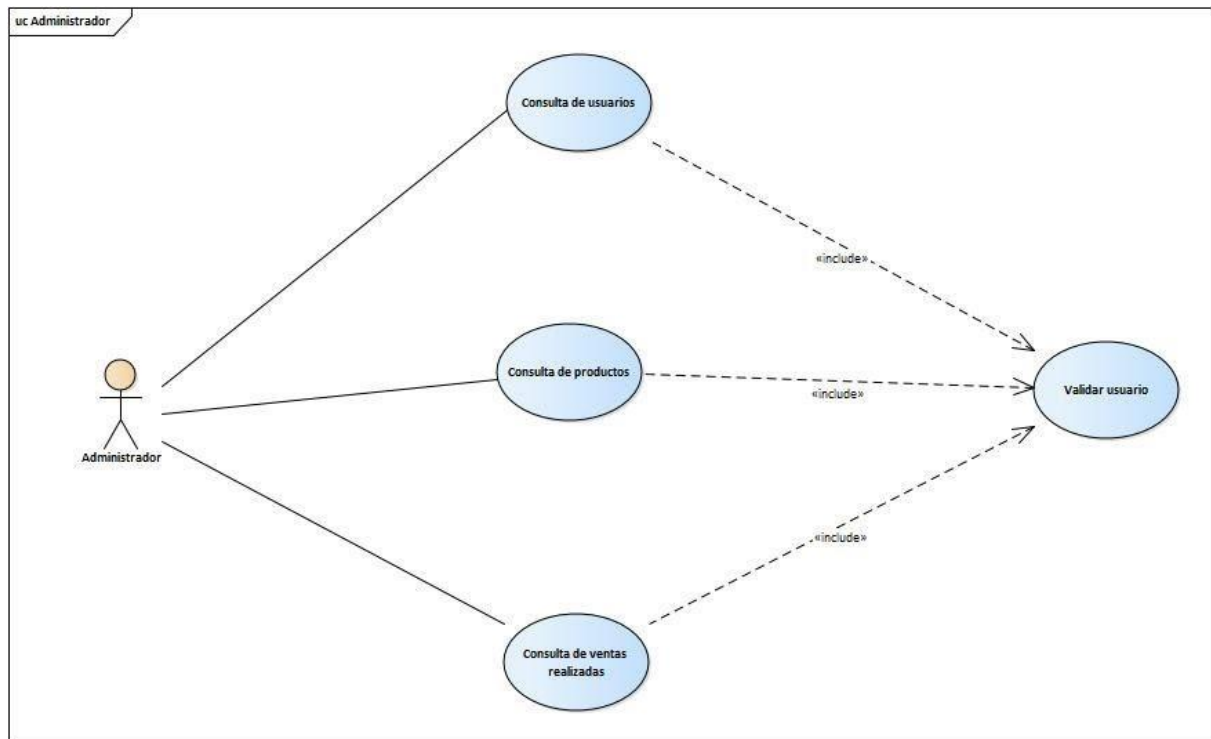 uc Administrador
Consulta de usuarios
«include»
Consulta de productos
«include»
Validar usuario
Administrador
«include»
Consulta de ventas
realizadas